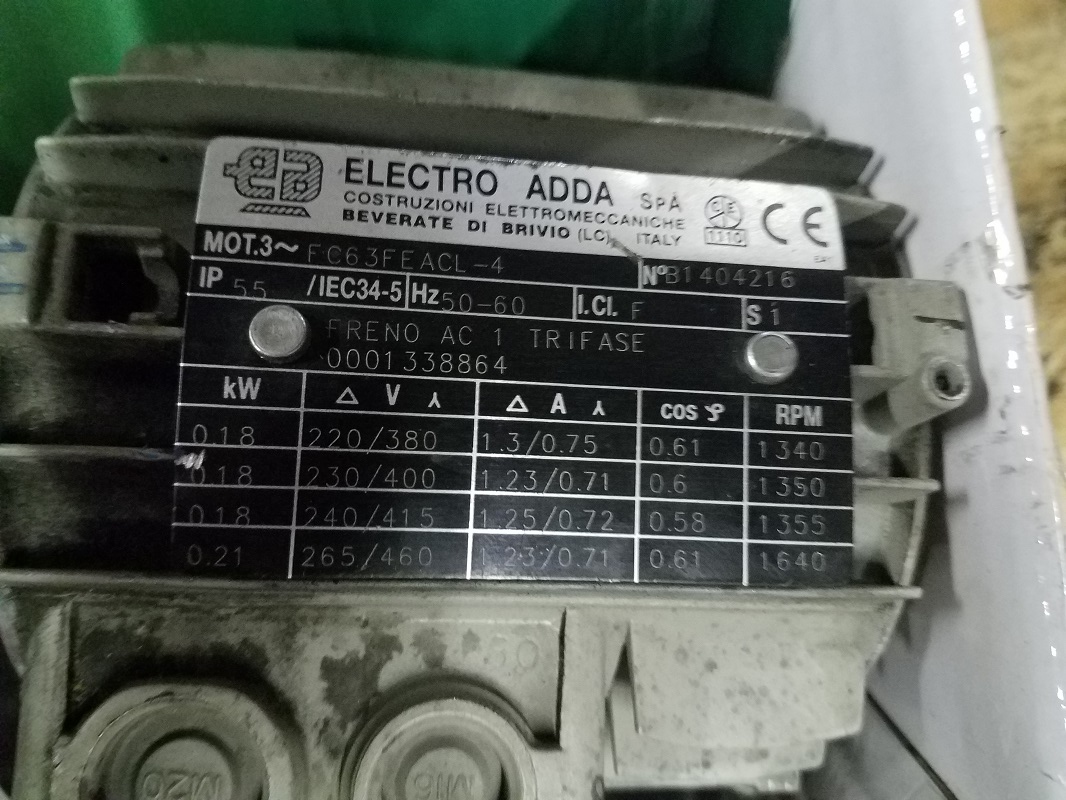 ELECTRO ADDA SPA
COSTRUZIONI ELETTROMECCANICHE
BEVERATE DI BRIVIO (LC) ITALY
1110
CE
MOT.3~ FC63FEACL-4 N° B1404216
IP 55 /IEC34-5 Hz 50-60 I.Cl. F S 1
FRENO AC 1 TRIFASE
0001338864
kW Δ V ⅄ Δ A ⅄ cos φ RPM
0.18 220/380 1.3/0.75 0.61 1340
0.18 230/400 1.23/0.71 0.6 1350
0.18 240/415 1.25/0.72 0.58 1355
0.21 265/460 1.23/0.71 0.61 1640
M20 M16